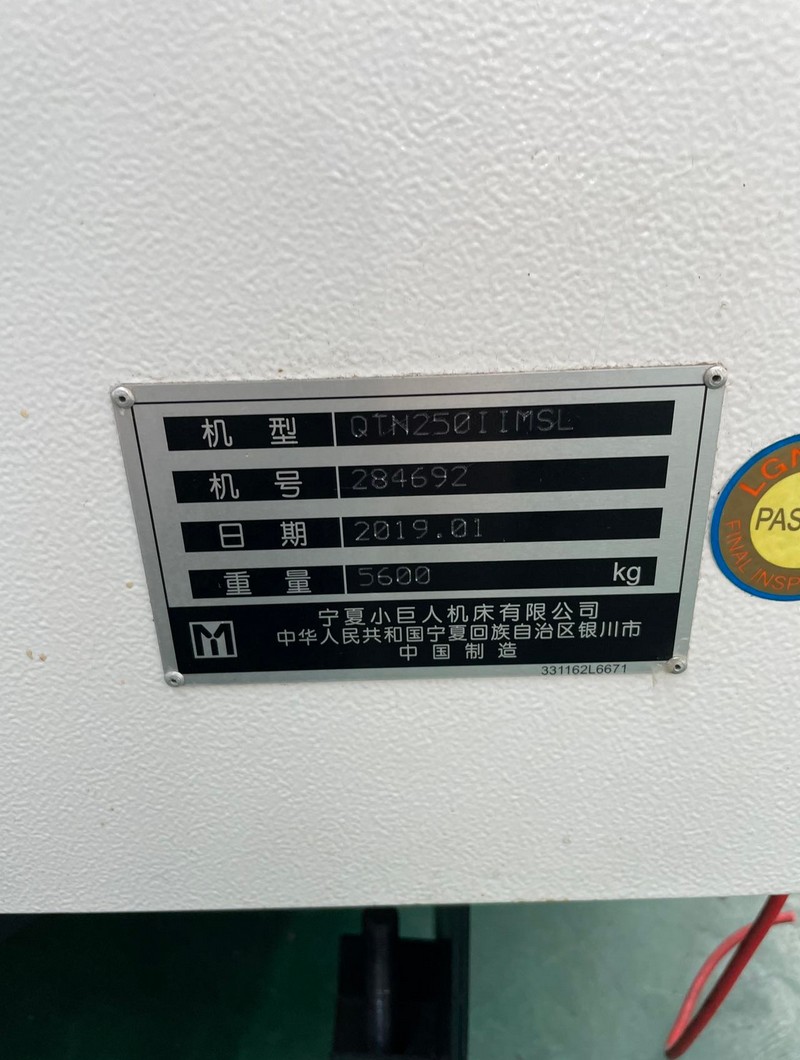 机 型 QTN250IIMSL
机 号 284692
日 期 2019.01
重 量 5600 kg
宁夏小巨人机床有限公司
中华人民共和国宁夏回族自治区银川市
中 国 制 造
331162L6671
LGM
PAS
FINAL INSP